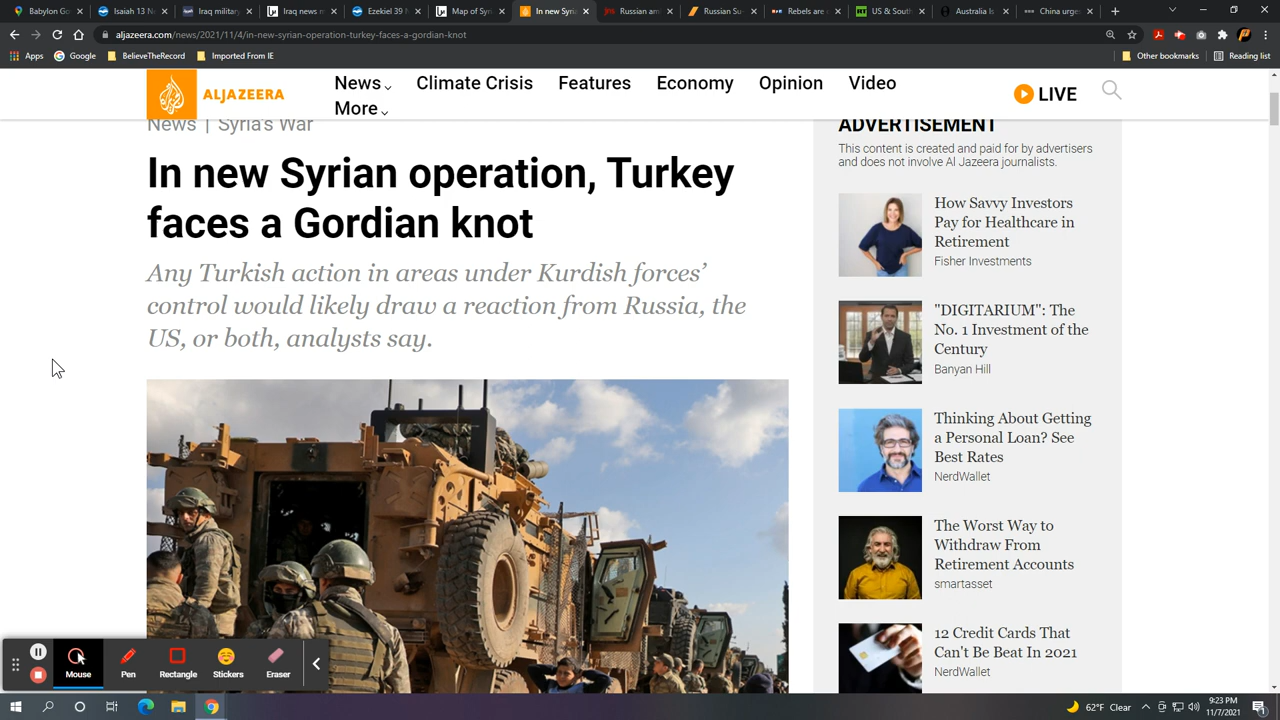 Babylon Go
Isaiah 13 N
Iraq military
Iraq news m
Ezekiel 39 N
Map of Syr
In new Syria
Russian am
Russian Su
Rebels are
US & South
Australia Is
China urge
aljazeera.com/news/2021/11/4/in-new-syrian-operation-turkey-faces-a-gordian-knot
Apps
Google
BelieveTheRecord
Imported From IE
Other bookmarks
Reading list
ALJAZEERA
News
Climate Crisis
Features
Economy
Opinion
Video
More
LIVE
News | Syria's War
In new Syrian operation, Turkey
faces a Gordian knot
Any Turkish action in areas under Kurdish forces’
control would likely draw a reaction from Russia, the
US, or both, analysts say.
ADVERTISEMENT
This content is created and paid for by advertisers
and does not involve Al Jazeera journalists.
How Savvy Investors
Pay for Healthcare in
Retirement
Fisher Investments
"DIGITARIUM": The
No. 1 Investment of the
Century
Banyan Hill
Thinking About Getting
a Personal Loan? See
Best Rates
NerdWallet
The Worst Way to
Withdraw From
Retirement Accounts
smartasset
12 Credit Cards That
Can't Be Beat In 2021
NerdWallet
Mouse
Pen
Rectangle
Stickers
Eraser
62°F Clear
9:23 PM
11/7/2021